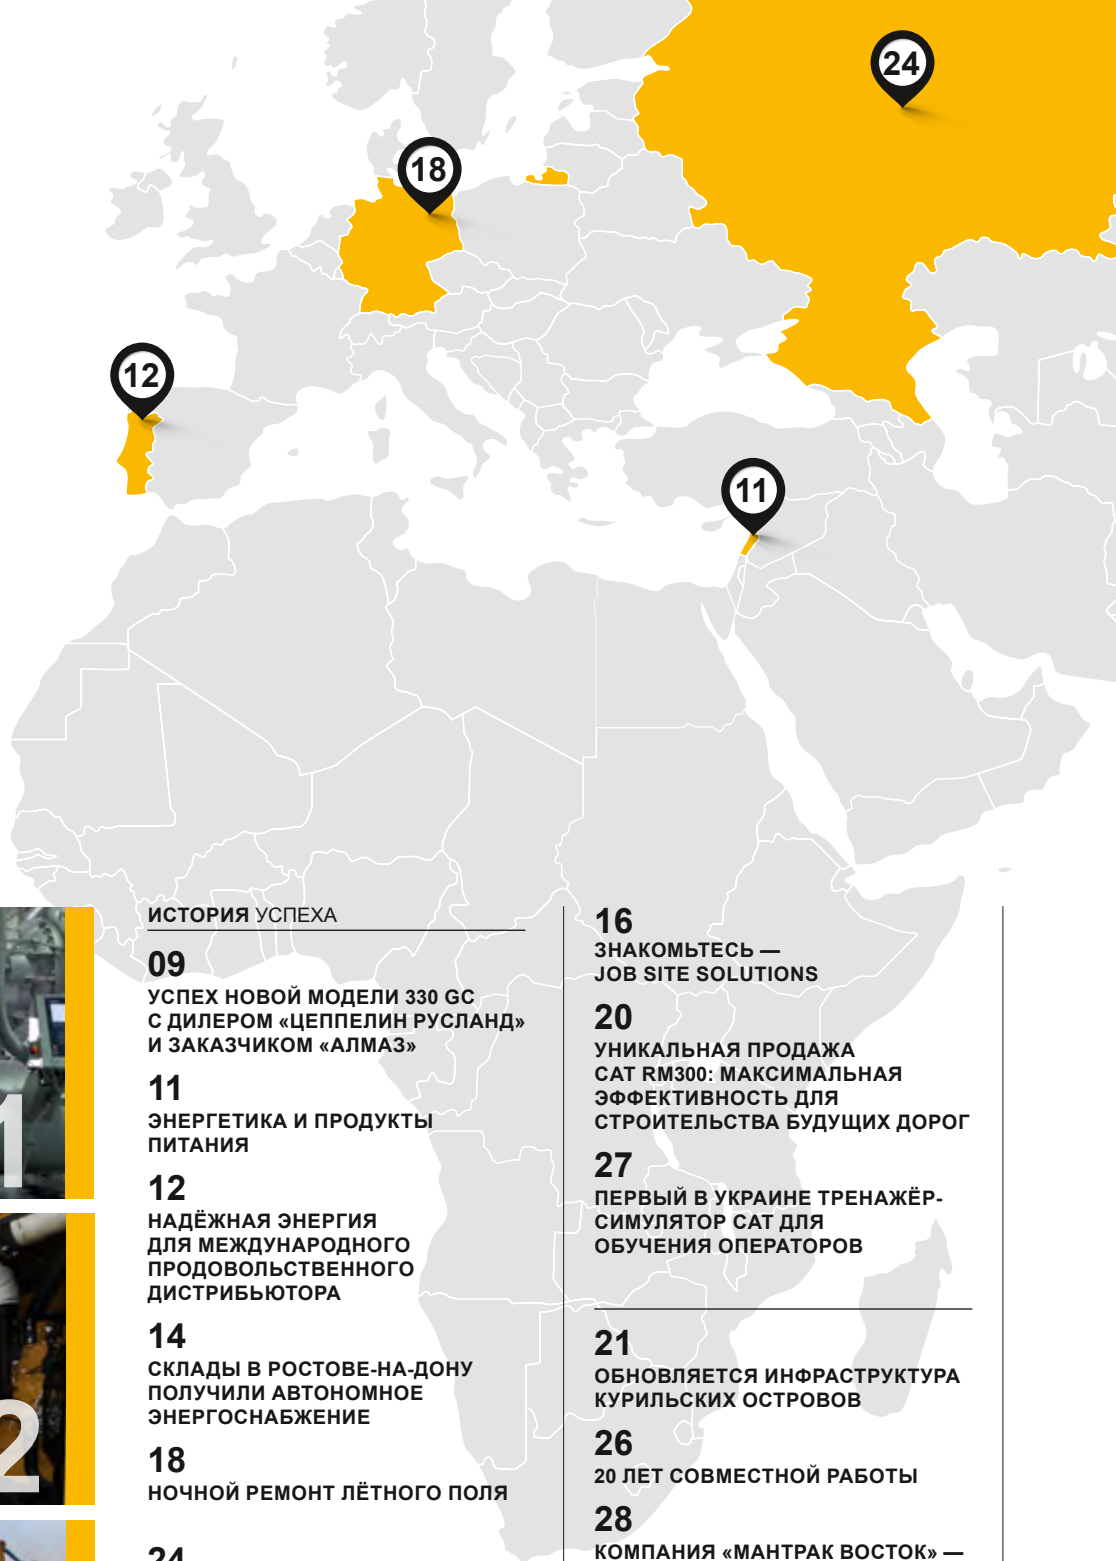 24
18
12
11
1
2
ИСТОРИЯ УСПЕХА
09
УСПЕХ НОВОЙ МОДЕЛИ 330 GC
С ДИЛЕРОМ «ЦЕППЕЛИН РУСЛАНД»
И ЗАКАЗЧИКОМ «АЛМАЗ»
11
ЭНЕРГЕТИКА И ПРОДУКТЫ
ПИТАНИЯ
12
НАДЁЖНАЯ ЭНЕРГИЯ
ДЛЯ МЕЖДУНАРОДНОГО
ПРОДОВОЛЬСТВЕННОГО
ДИСТРИБЬЮТОРА
14
СКЛАДЫ В РОСТОВЕ-НА-ДОНУ
ПОЛУЧИЛИ АВТОНОМНОЕ
ЭНЕРГОСНАБЖЕНИЕ
18
НОЧНОЙ РЕМОНТ ЛЁТНОГО ПОЛЯ
24
16
ЗНАКОМЬТЕСЬ —
JOB SITE SOLUTIONS
20
УНИКАЛЬНАЯ ПРОДАЖА
CAT RM300: МАКСИМАЛЬНАЯ
ЭФФЕКТИВНОСТЬ ДЛЯ
СТРОИТЕЛЬСТВА БУДУЩИХ ДОРОГ
27
ПЕРВЫЙ В УКРАИНЕ ТРЕНАЖЁР-
СИМУЛЯТОР CAT ДЛЯ
ОБУЧЕНИЯ ОПЕРАТОРОВ
21
ОБНОВЛЯЕТСЯ ИНФРАСТРУКТУРА
КУРИЛЬСКИХ ОСТРОВОВ
26
20 ЛЕТ СОВМЕСТНОЙ РАБОТЫ
28
КОМПАНИЯ «МАНТРАК ВОСТОК» —